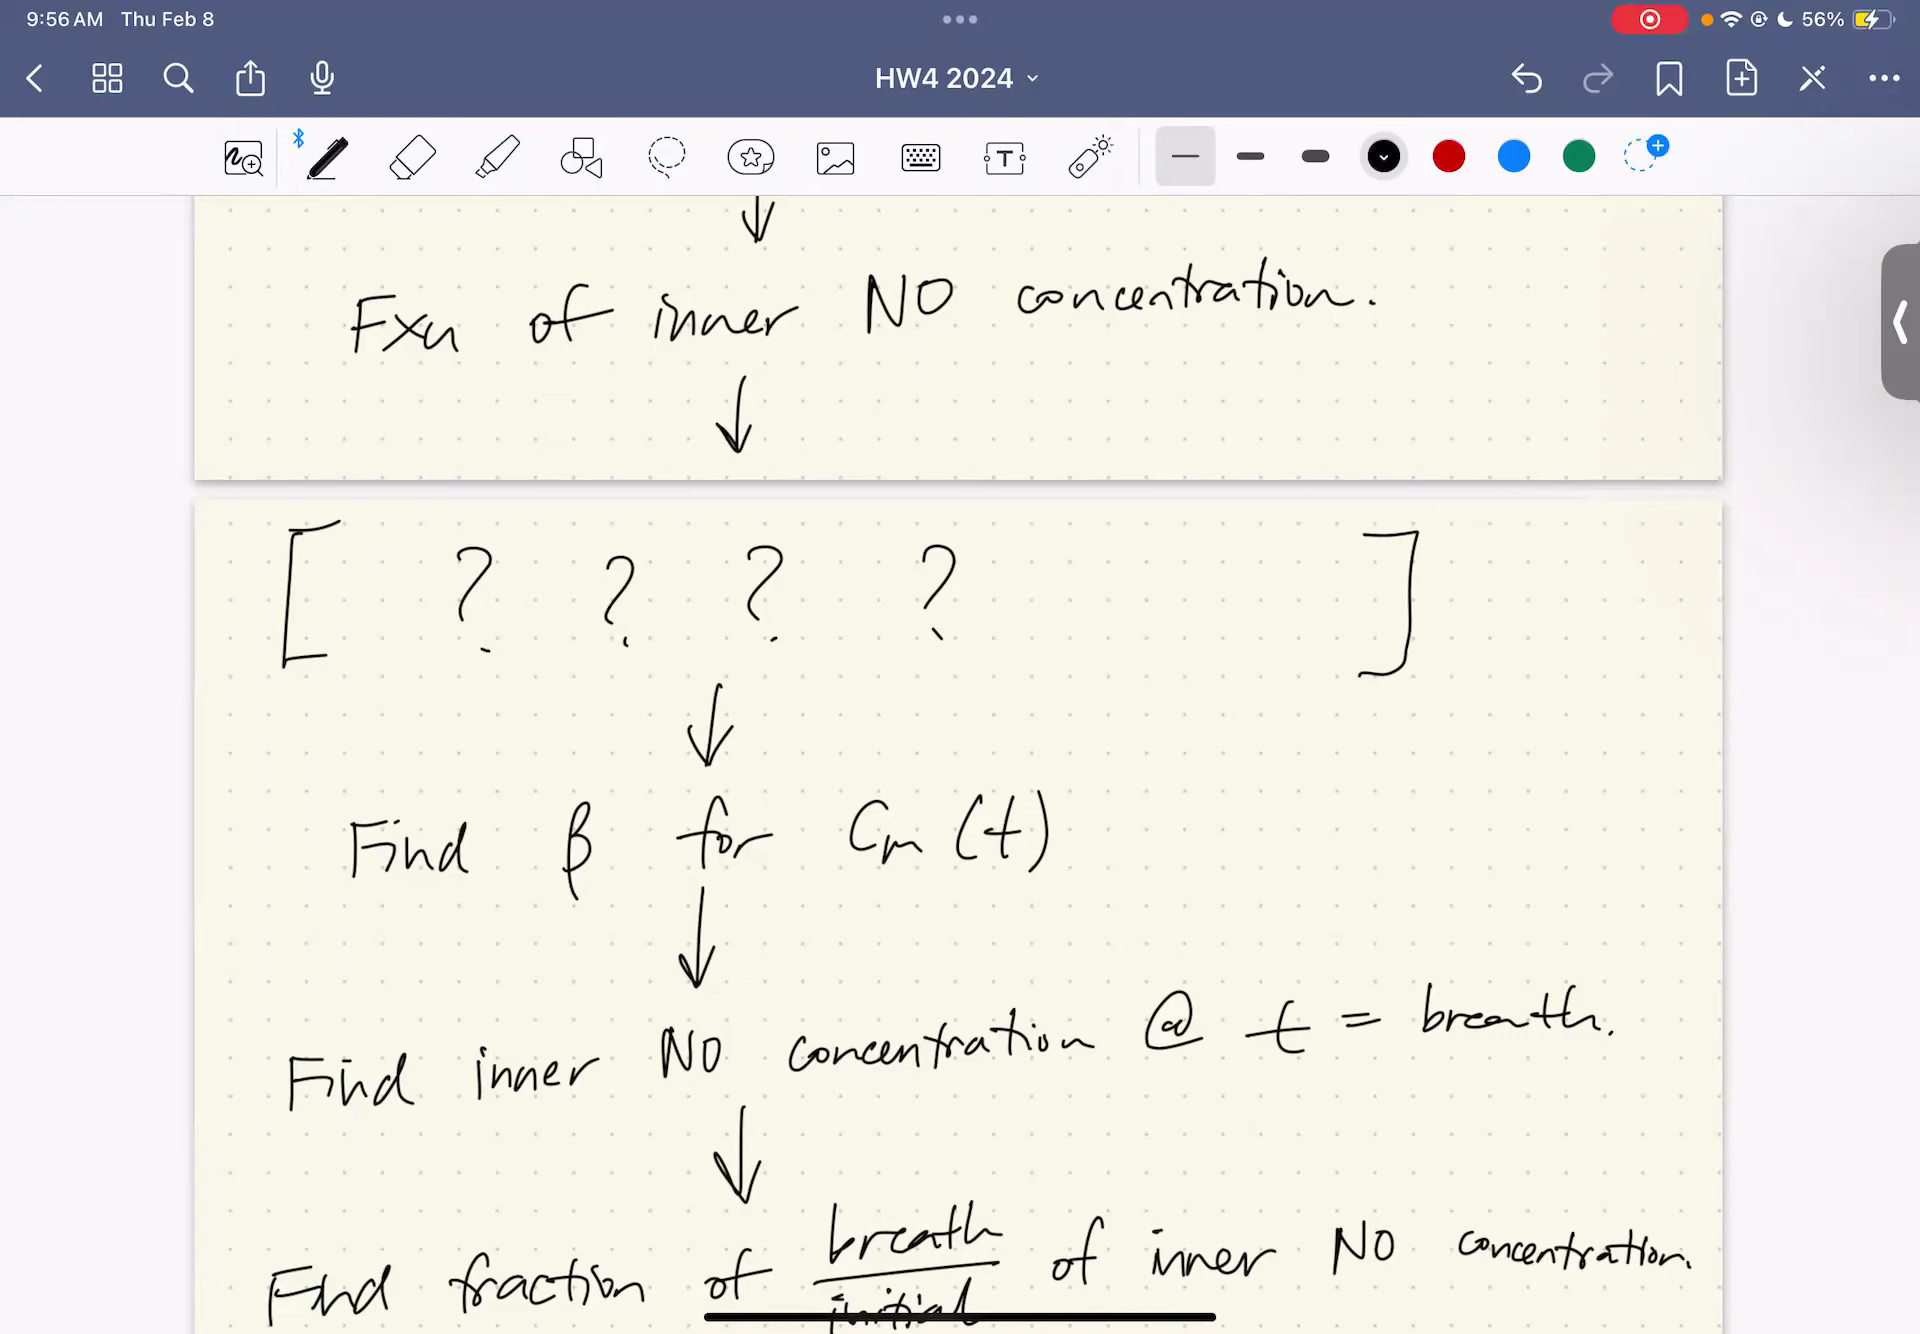 9:56 AM Thu Feb 8
56%
HW4 2024
T
Fxn of inner NO concentration.
[ ? ? ? ? ]
Find β for Cm (t)
Find inner NO concentration @ t = breath.
Find fraction of breath / initial of inner NO concentration.